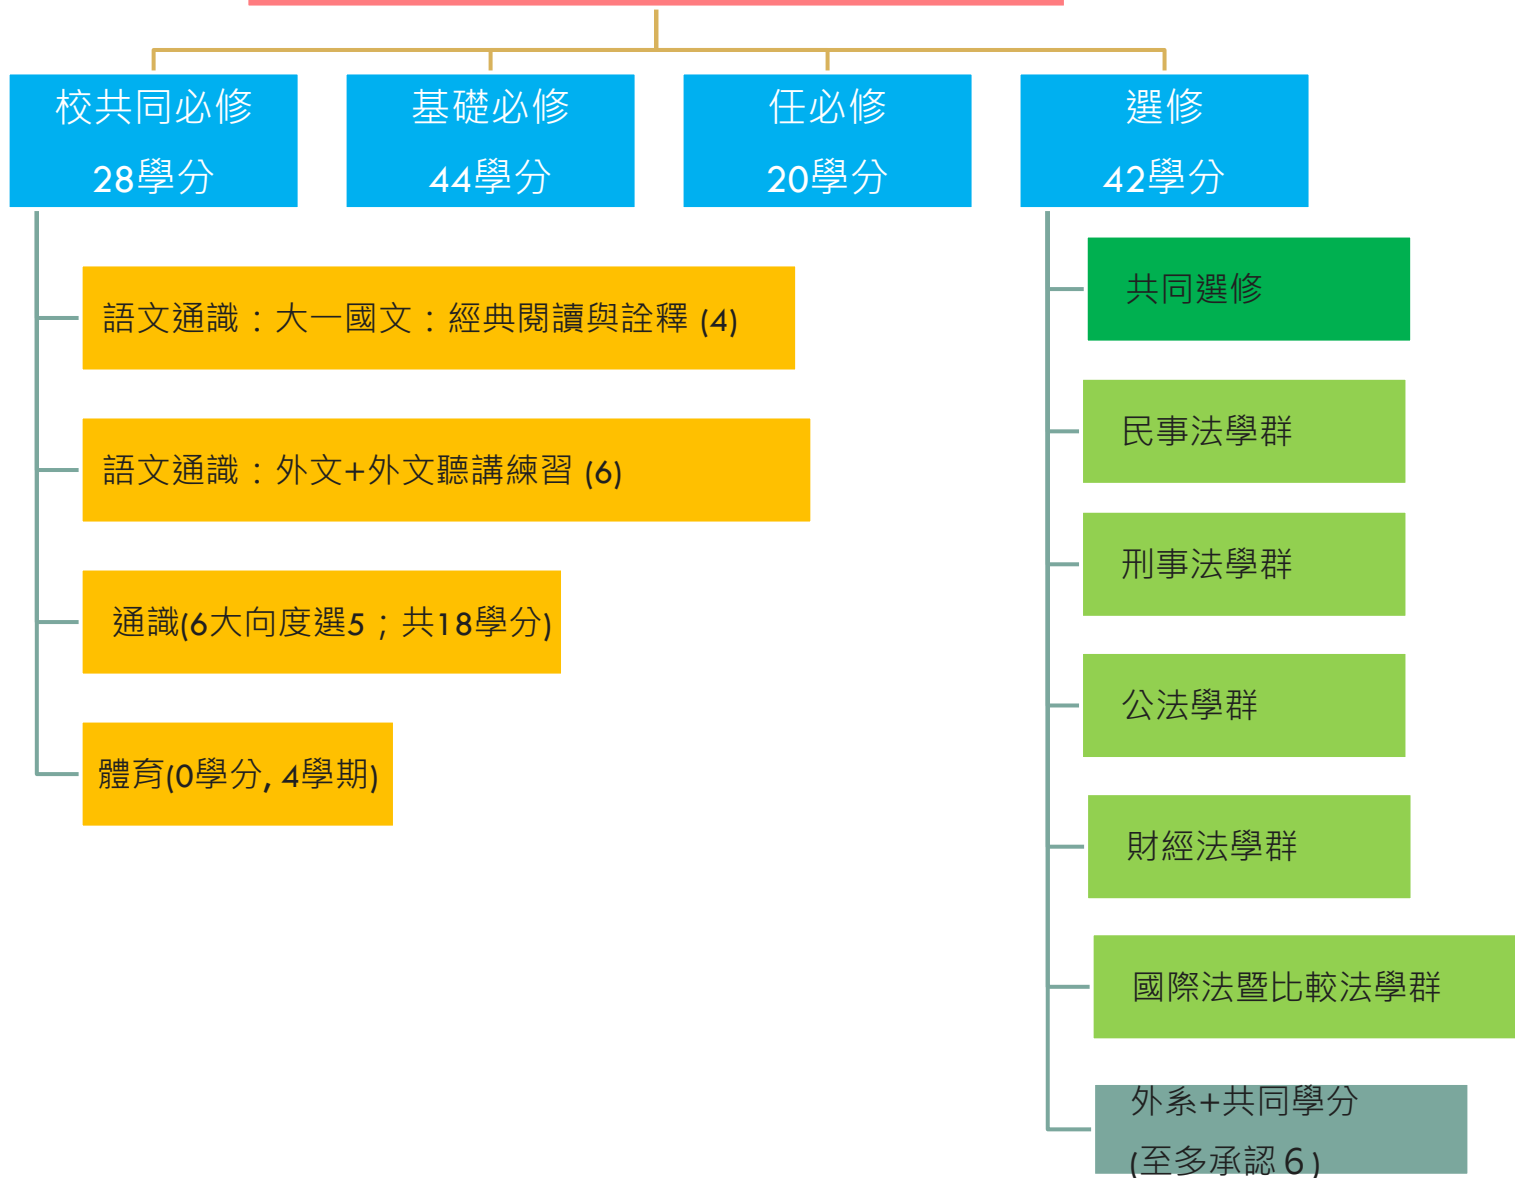 校共同必修
28學分
基礎必修
44學分
任必修
20學分
選修
42學分
語文通識：大一國文：經典閱讀與詮釋 (4)
語文通識：外文+外文聽講練習 (6)
通識(6大向度選5；共18學分)
體育(0學分, 4學期)
共同選修
民事法學群
刑事法學群
公法學群
財經法學群
國際法暨比較法學群
外系+共同學分
(至多承認６)